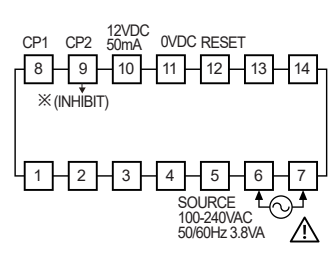 CP1 CP2 12VDC 50mA 0VDC RESET
8 9 10 11 12 13 14
※ (INHIBIT)
1 2 3 4 5 6 7
SOURCE
100-240VAC
50/60Hz 3.8VA